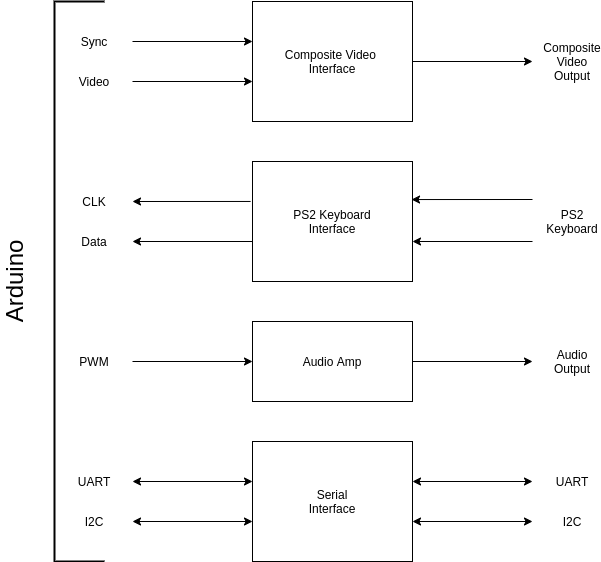 Arduino
Sync
Video
Composite Video
Interface
Composite
Video
Output
CLK
Data
PS2 Keyboard
Interface
PS2
Keyboard
PWM
Audio Amp
Audio
Output
UART
I2C
Serial
Interface
UART
I2C